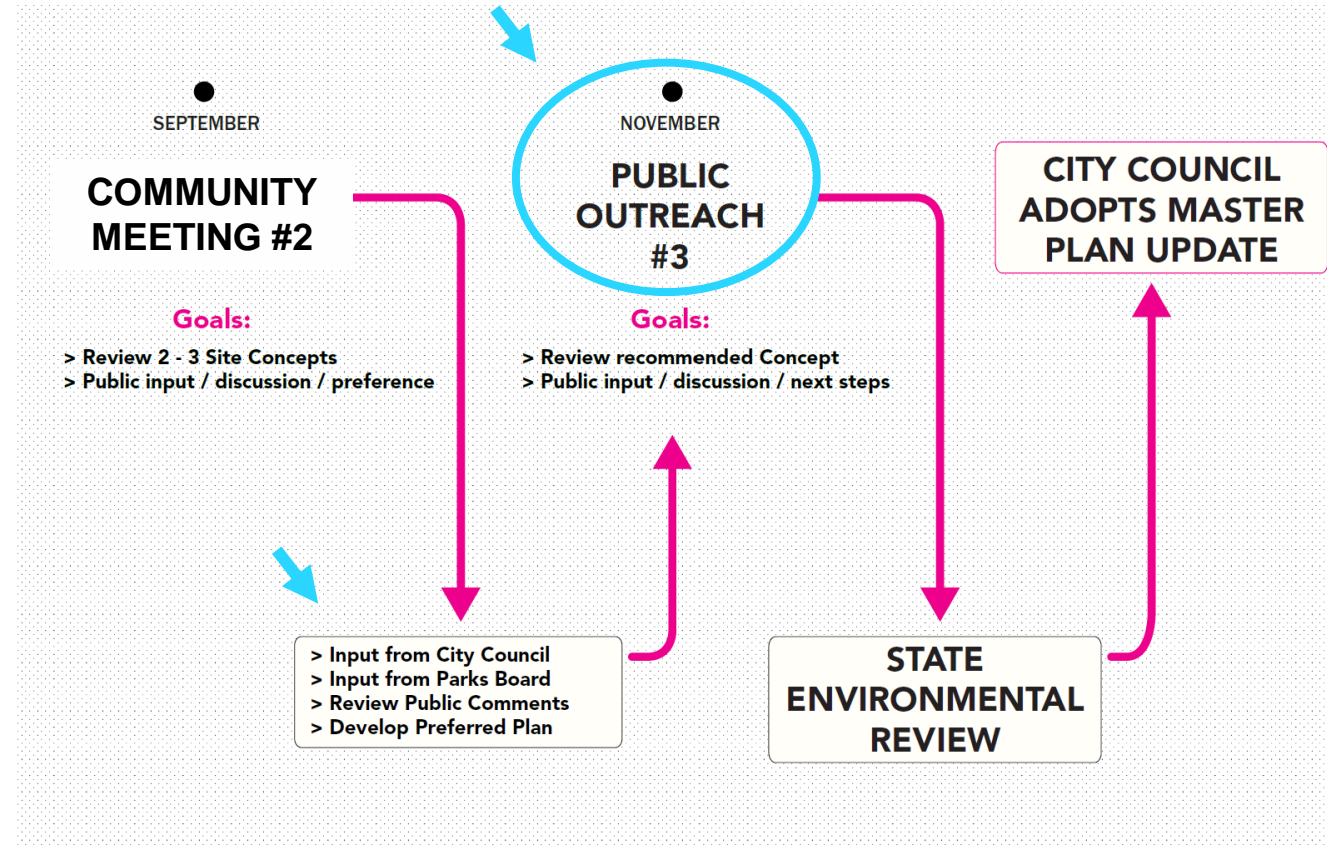 SEPTEMBER
COMMUNITY
MEETING #2
Goals:
> Review 2 - 3 Site Concepts
> Public input / discussion / preference
> Input from City Council
> Input from Parks Board
> Review Public Comments
> Develop Preferred Plan
NOVEMBER
PUBLIC
OUTREACH
#3
Goals:
> Review recommended Concept
> Public input / discussion / next steps
STATE
ENVIRONMENTAL
REVIEW
CITY COUNCIL
ADOPTS MASTER
PLAN UPDATE